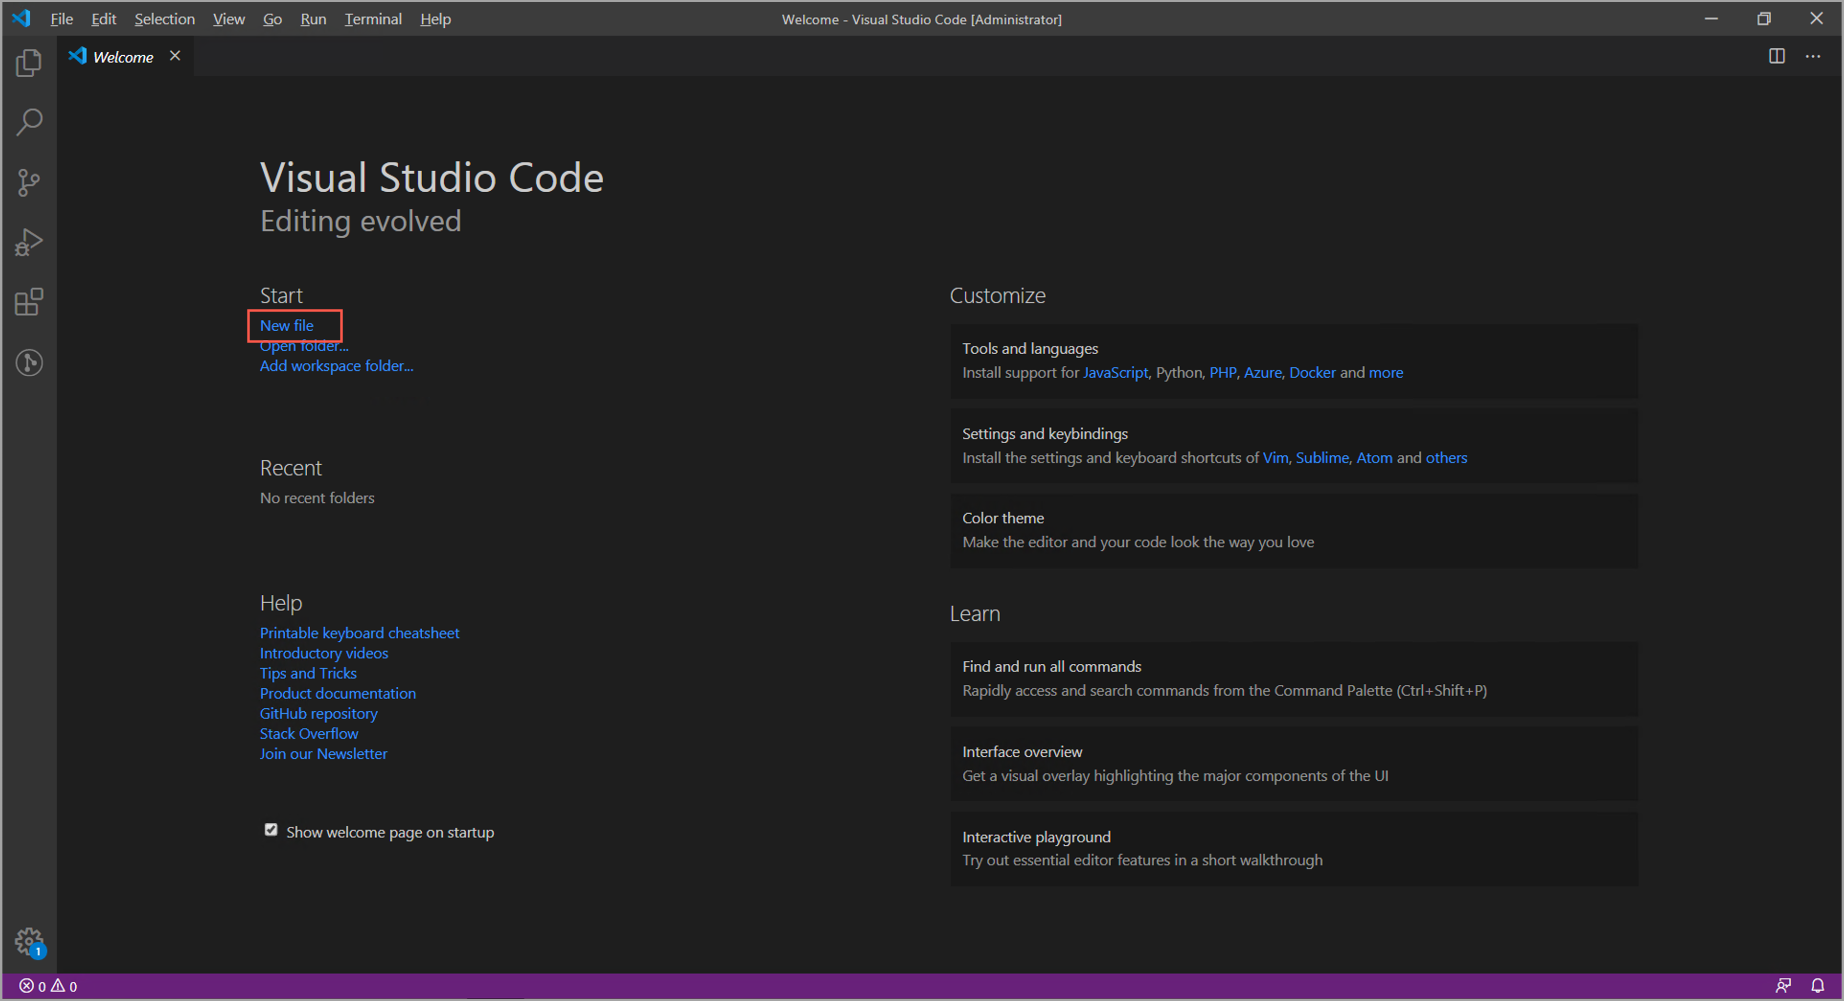 File Edit Selection View Go Run Terminal Help
Welcome - Visual Studio Code [Administrator]
Welcome
Visual Studio Code
Editing evolved
Start
New file
Open folder...
Add workspace folder...
Recent
No recent folders
Help
Printable keyboard cheatsheet
Introductory videos
Tips and Tricks
Product documentation
GitHub repository
Stack Overflow
Join our Newsletter
Show welcome page on startup
Customize
Tools and languages
Install support for JavaScript, Python, PHP, Azure, Docker and more
Settings and keybindings
Install the settings and keyboard shortcuts of Vim, Sublime, Atom and others
Color theme
Make the editor and your code look the way you love
Learn
Find and run all commands
Rapidly access and search commands from the Command Palette (Ctrl+Shift+P)
Interface overview
Get a visual overlay highlighting the major components of the UI
Interactive playground
Try out essential editor features in a short walkthrough
1
0 0